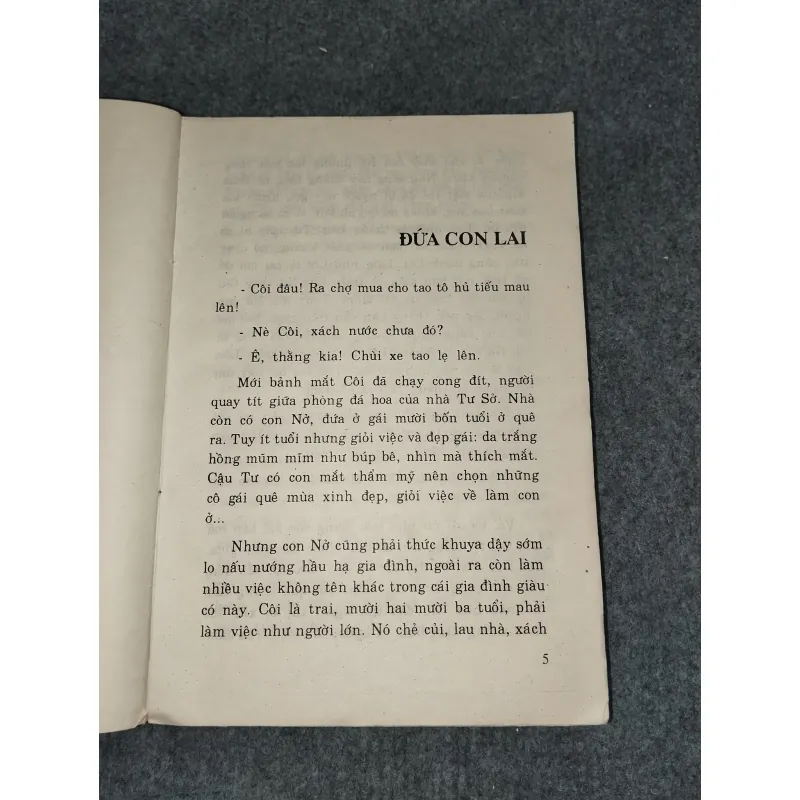 ĐỨA CON LAI
- Côi đâu! Ra chợ mua cho tao tô hủ tiếu mau
lên!
- Nè Côi, xách nước chưa đó?
- Ê, thằng kia! Chùi xe tao lẹ lên.
Mới bảnh mắt Côi đã chạy cong đít, người
quay tít giữa phòng đá hoa của nhà Tư Sở. Nhà
còn có con Nở, đứa ở gái mười bốn tuổi ở quê
ra. Tuy ít tuổi nhưng giỏi việc và đẹp gái: da trắng
hồng mũm mĩm như búp bê, nhìn mà thích mắt.
Cậu Tư có con mắt thẩm mỹ nên chọn những
cô gái quê mùa xinh đẹp, giỏi việc về làm con
ở...
Nhưng con Nở cũng phải thức khuya dậy sớm
lo nấu nướng hầu hạ gia đình, ngoài ra còn làm
nhiều việc không tên khác trong cái gia đình giàu
có này. Côi là trai, mười hai mười ba tuổi, phải
làm việc như người lớn. Nó chẻ củi, lau nhà, xách
5